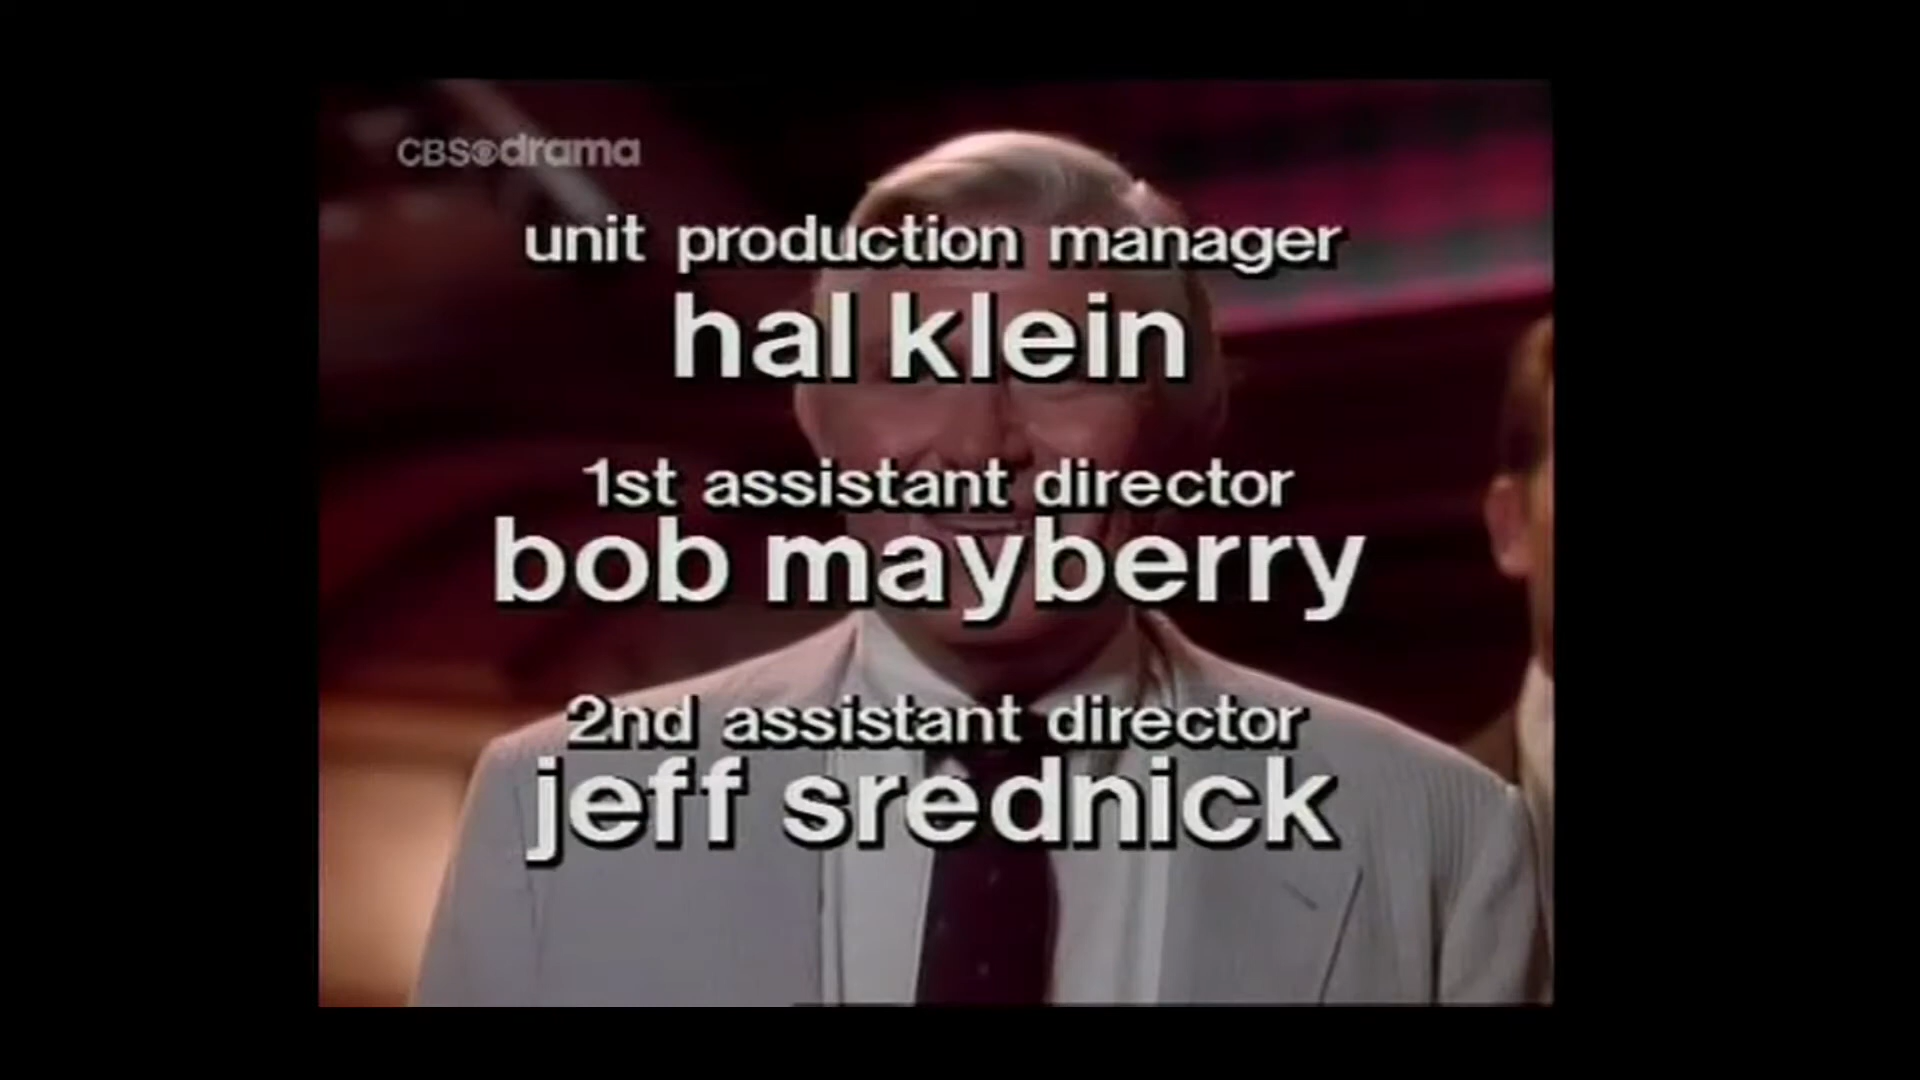 CBS drama
unit production manager
hal klein
1st assistant director
bob mayberry
2nd assistant director
jeff srednick